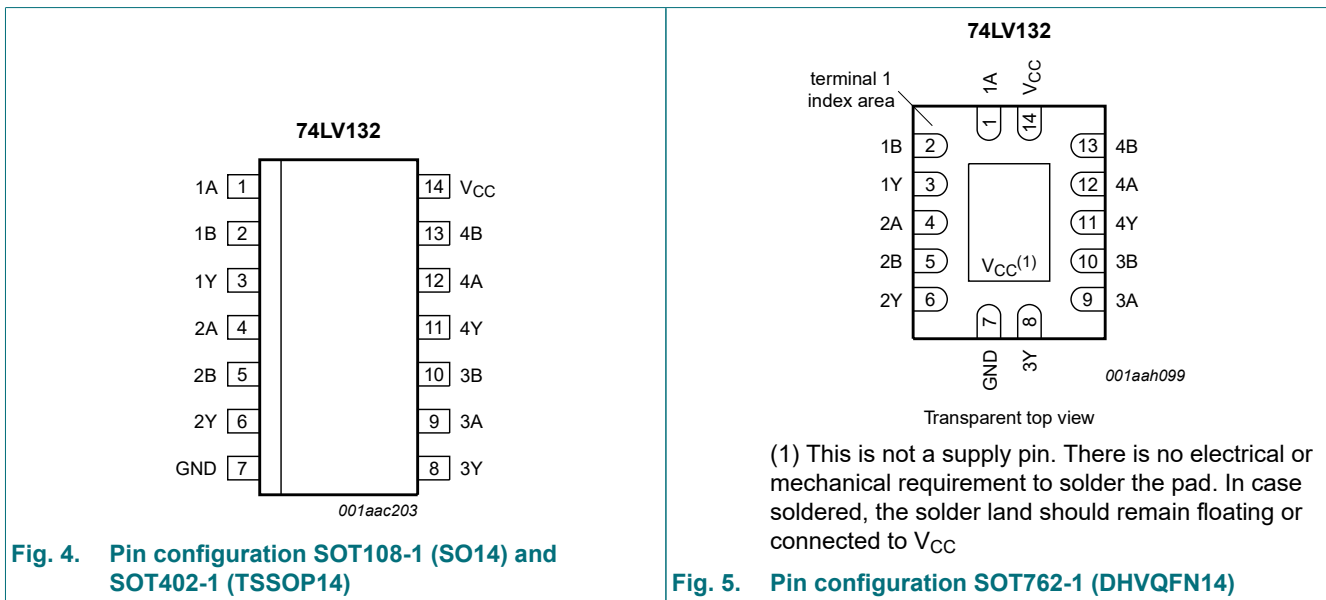 74LV132
1A 1
14 VCC
1B 2
13 4B
1Y 3
12 4A
2A 4
11 4Y
2B 5
10 3B
2Y 6
9 3A
GND 7
8 3Y
001aac203
Fig. 4. Pin configuration SOT108-1 (SO14) and
SOT402-1 (TSSOP14)
74LV132
terminal 1
index area
1A
VCC
1
14
1B 2
13 4B
1Y 3
12 4A
2A 4
11 4Y
2B 5
VCC(1)
10 3B
2Y 6
9 3A
7
8
GND
3Y
001aah099
Transparent top view
(1) This is not a supply pin. There is no electrical or
mechanical requirement to solder the pad. In case
soldered, the solder land should remain floating or
connected to VCC
Fig. 5. Pin configuration SOT762-1 (DHVQFN14)